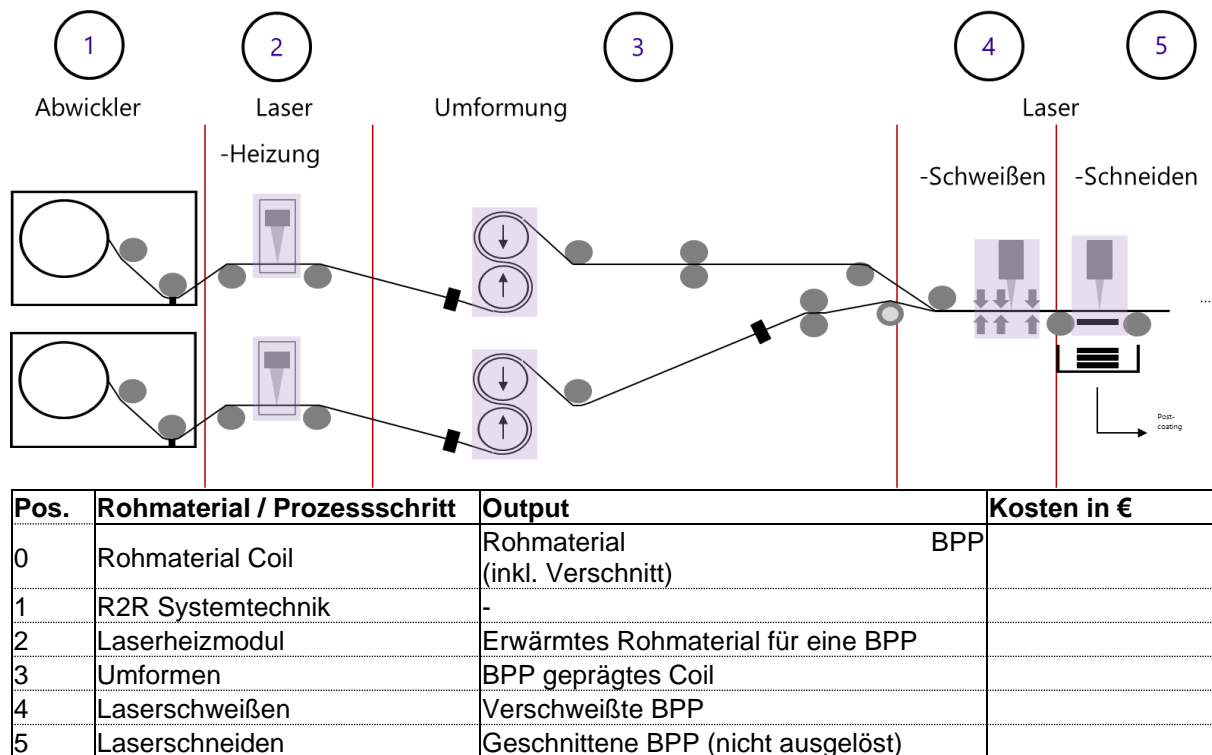 1 2 3 4 5
Abwickler Laser Umformung Laser
-Heizung
-Schweißen -Schneiden
...
Post-
coating
Pos. Rohmaterial / Prozessschritt Output Kosten in €
0 Rohmaterial Coil Rohmaterial BPP
(inkl. Verschnitt)
1 R2R Systemtechnik -
2 Laserheizmodul Erwärmtes Rohmaterial für eine BPP
3 Umformen BPP geprägtes Coil
4 Laserschweißen Verschweißte BPP
5 Laserschneiden Geschnittene BPP (nicht ausgelöst)